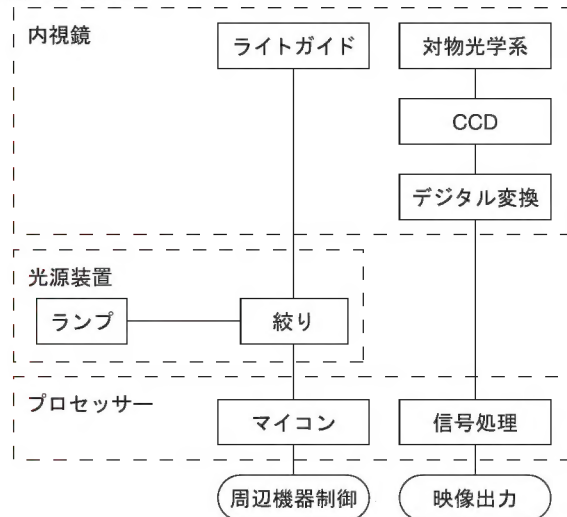 内視鏡
ライトガイド
対物光学系
CCD
デジタル変換
光源装置
ランプ
絞り
プロセッサー
マイコン
信号処理
周辺機器制御
映像出力